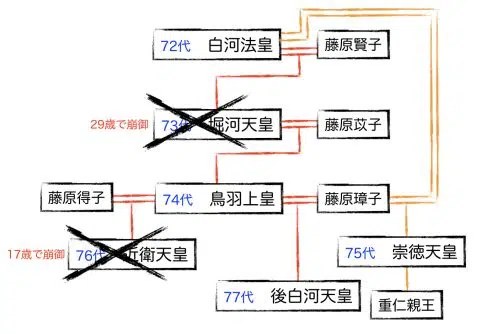 72代 白河法皇
藤原賢子
29歳で崩御
73代 堀河天皇
藤原苡子
藤原得子
74代 鳥羽上皇
藤原璋子
17歳で崩御
76代 近衛天皇
75代 崇徳天皇
77代 後白河天皇
重仁親王